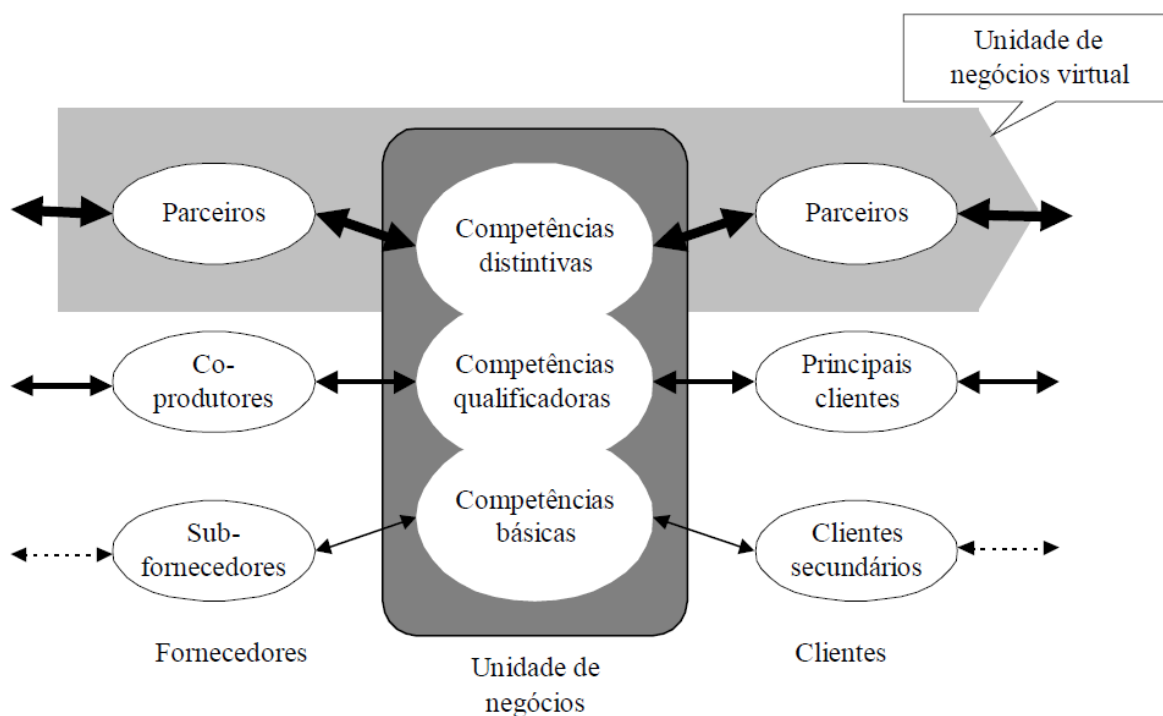 Unidade de
negócios virtual
Parceiros
Competências
distintivas
Parceiros
Co-
produtores
Competências
qualificadoras
Principais
clientes
Sub-
fornecedores
Competências
básicas
Clientes
secundários
Fornecedores
Unidade de
negócios
Clientes